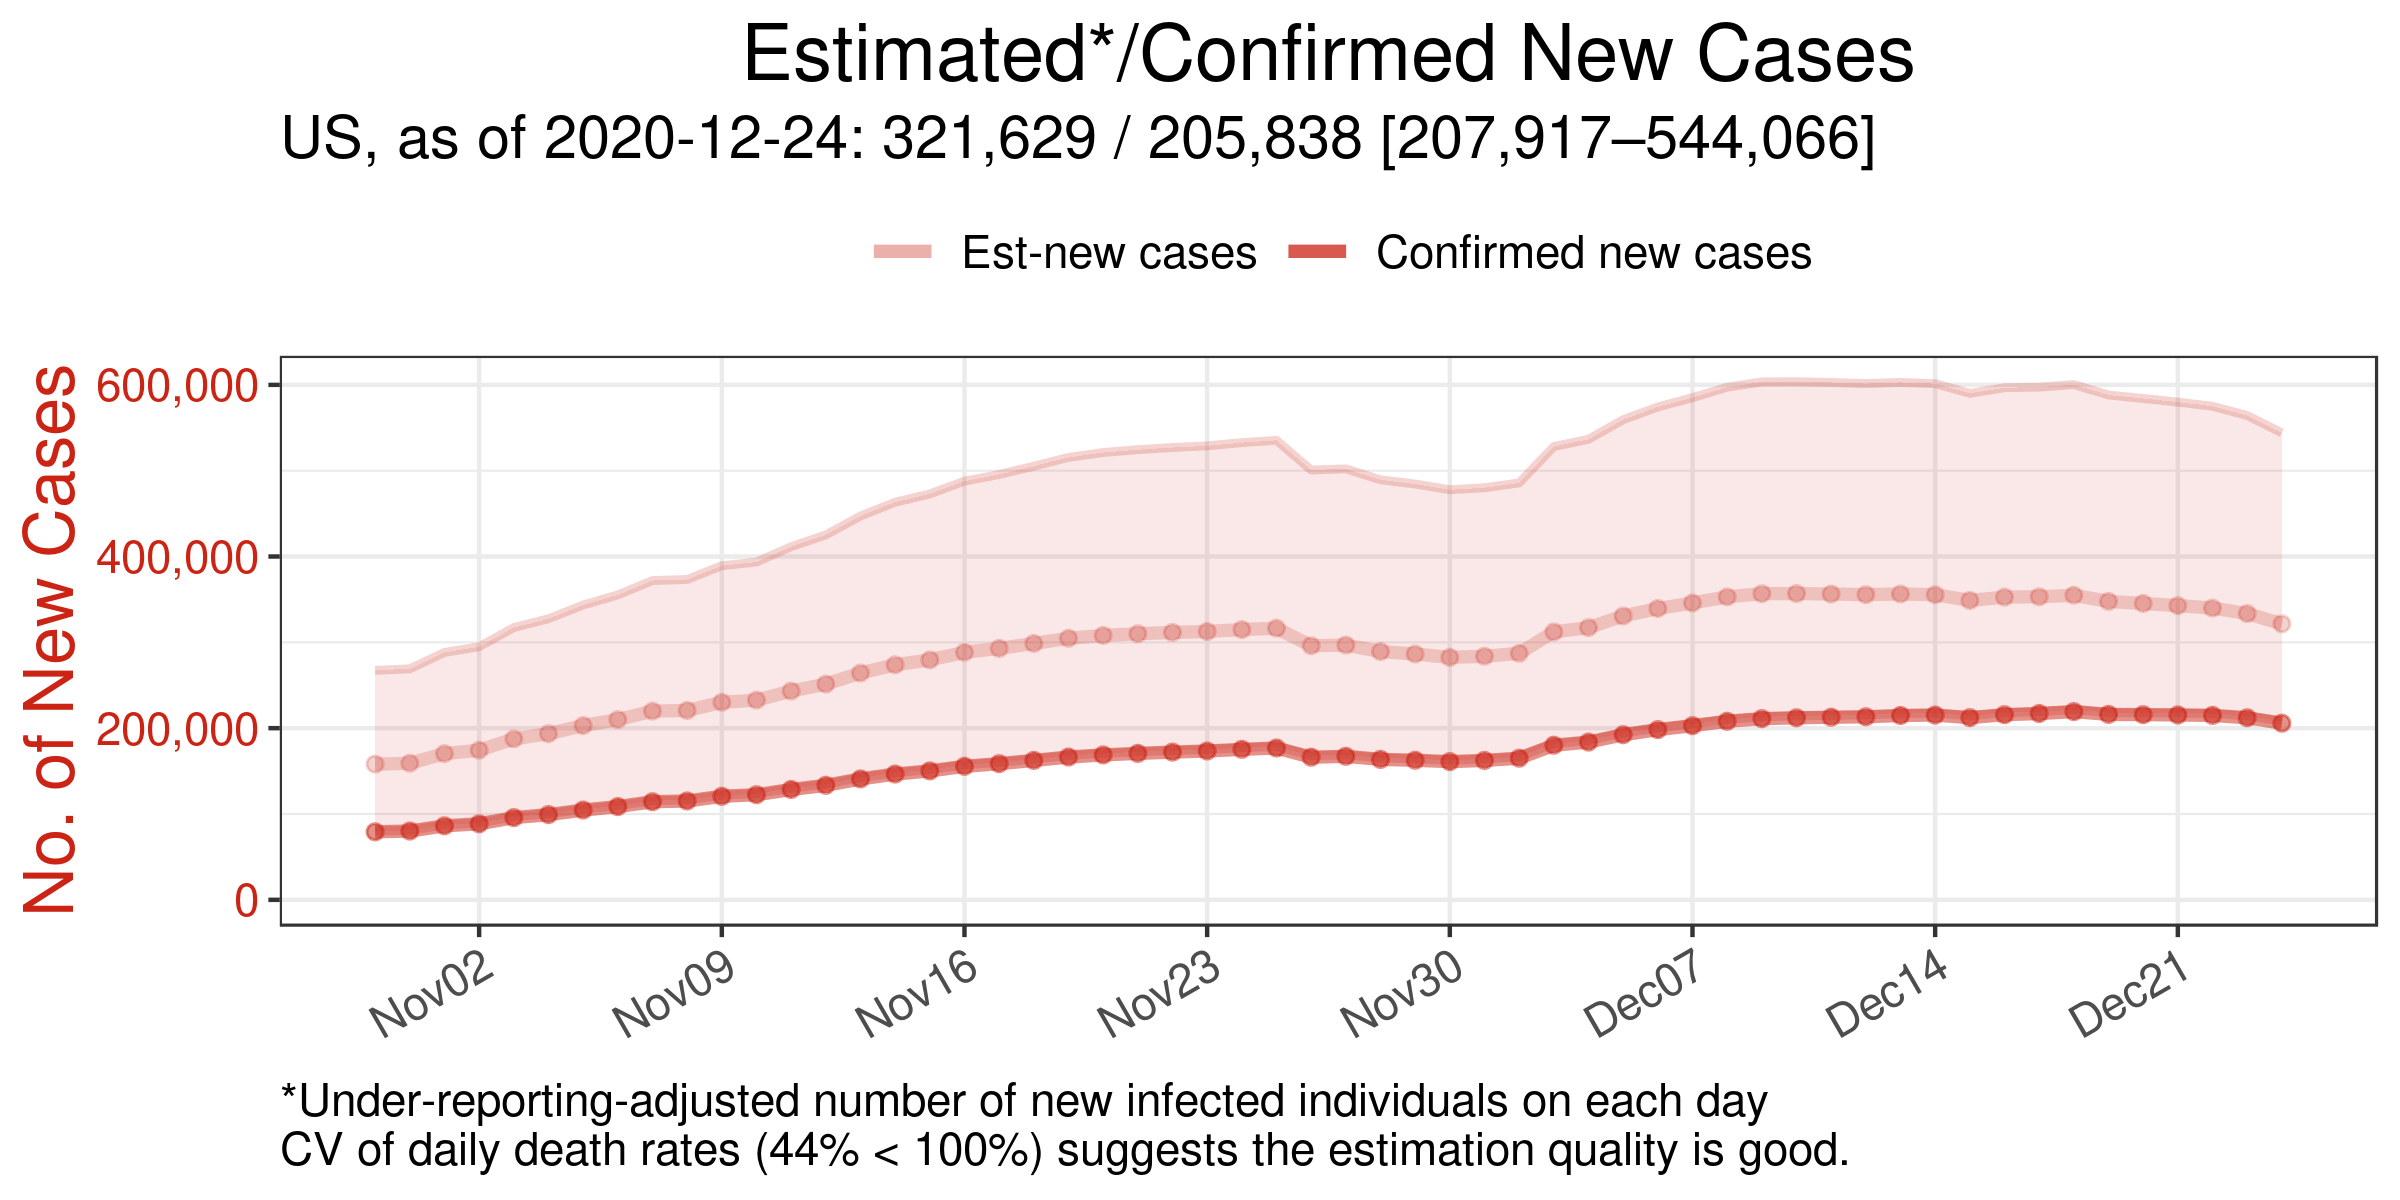 Estimated*/Confirmed New Cases
US, as of 2020-12-24: 321,629 / 205,838 [207,917–544,066]
Est-new cases
Confirmed new cases
No. of New Cases
600,000
400,000
200,000
0
Nov02
Nov09
Nov16
Nov23
Nov30
Dec07
Dec14
Dec21
*Under-reporting-adjusted number of new infected individuals on each day
CV of daily death rates (44% < 100%) suggests the estimation quality is good.